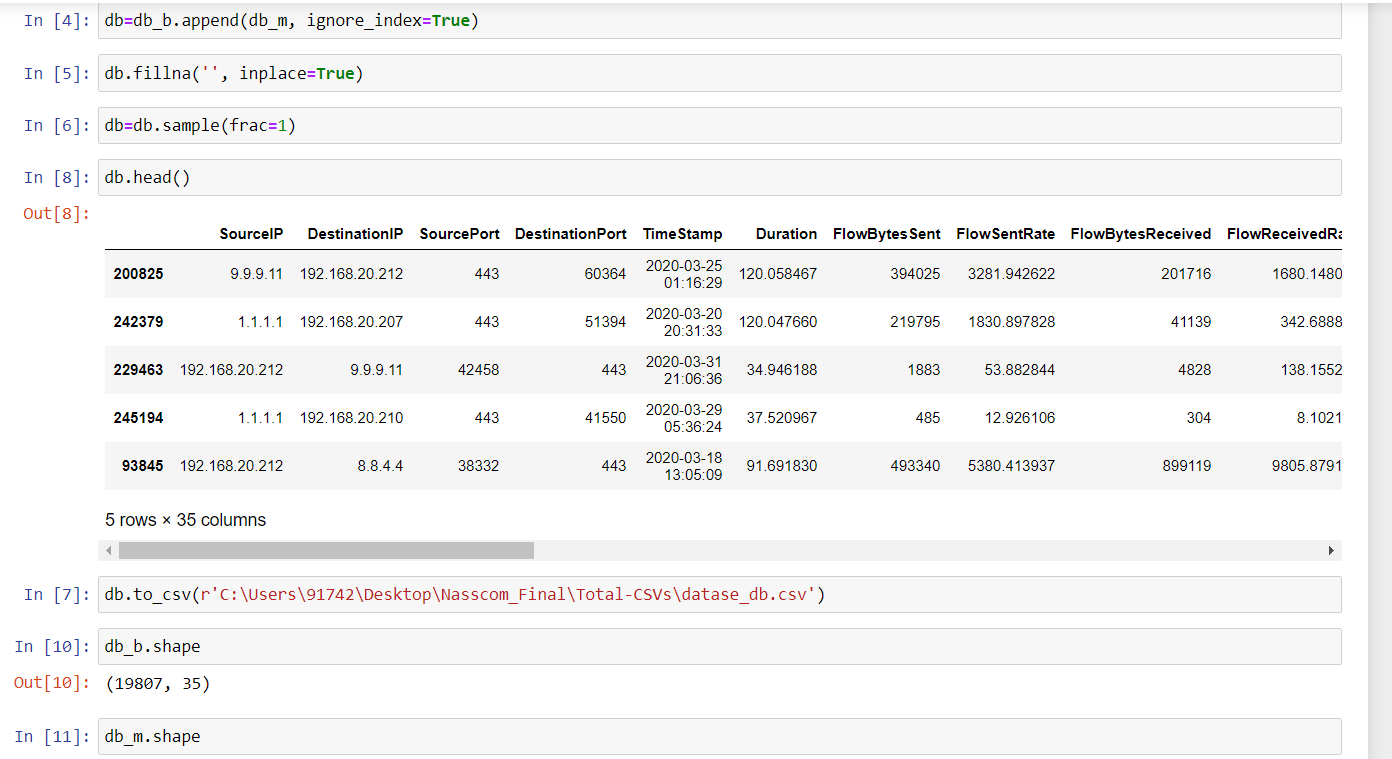 In [4]: db=db_b.append(db_m, ignore_index=True)
In [5]: db.fillna('', inplace=True)
In [6]: db=db.sample(frac=1)
In [8]: db.head()
Out[8]:
SourceIP DestinationIP SourcePort DestinationPort TimeStamp Duration FlowBytesSent FlowSentRate FlowBytesReceived FlowReceivedRa
200825 9.9.9.11 192.168.20.212 443 60364 2020-03-25 01:16:29 120.058467 394025 3281.942622 201716 1680.1480
242379 1.1.1.1 192.168.20.207 443 51394 2020-03-20 20:31:33 120.047660 219795 1830.897828 41139 342.6888
229463 192.168.20.212 9.9.9.11 42458 443 2020-03-31 21:06:36 34.946188 1883 53.882844 4828 138.1552
245194 1.1.1.1 192.168.20.210 443 41550 2020-03-29 05:36:24 37.520967 485 12.926106 304 8.1021
93845 192.168.20.212 8.8.4.4 38332 443 2020-03-18 13:05:09 91.691830 493340 5380.413937 899119 9805.8791
5 rows × 35 columns
In [7]: db.to_csv(r'C:\Users\91742\Desktop\Nasscom_Final\Total-CSVs\datase_db.csv')
In [10]: db_b.shape
Out[10]: (19807, 35)
In [11]: db_m.shape